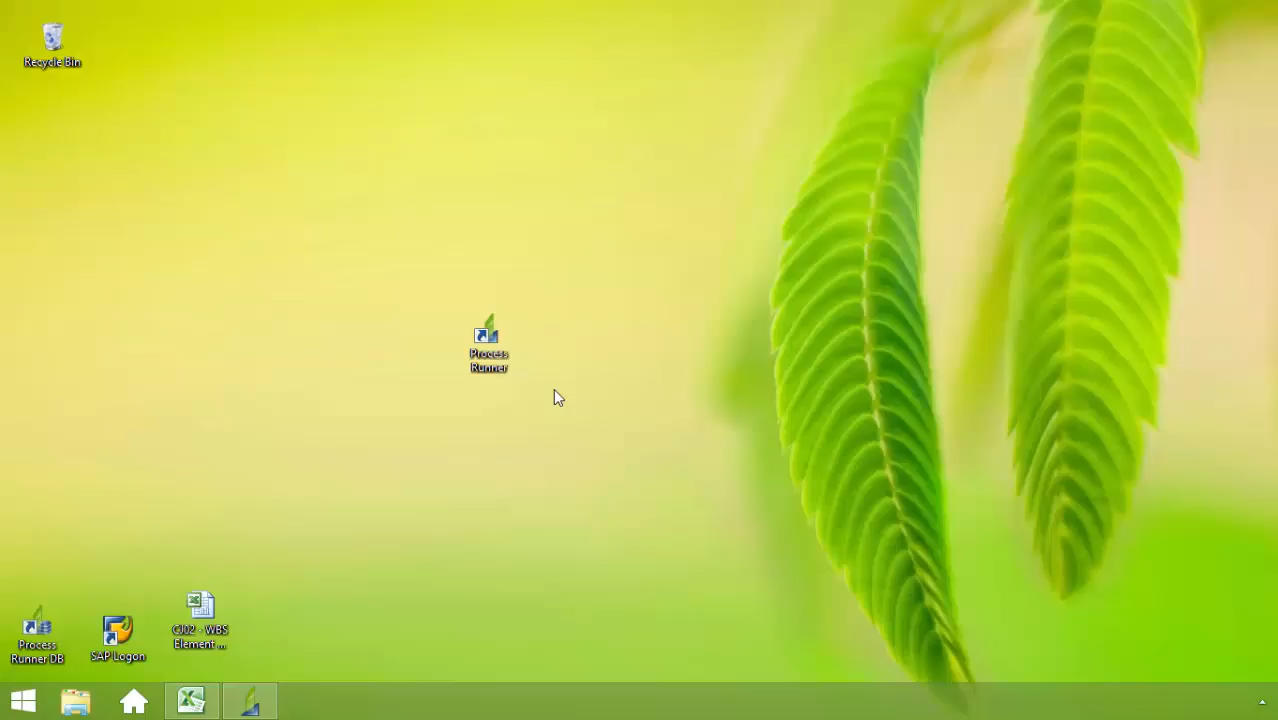 Recycle Bin
Process
Runner
Process
Runner DB
SAP Logon
CJ02 - WBS
Element ...